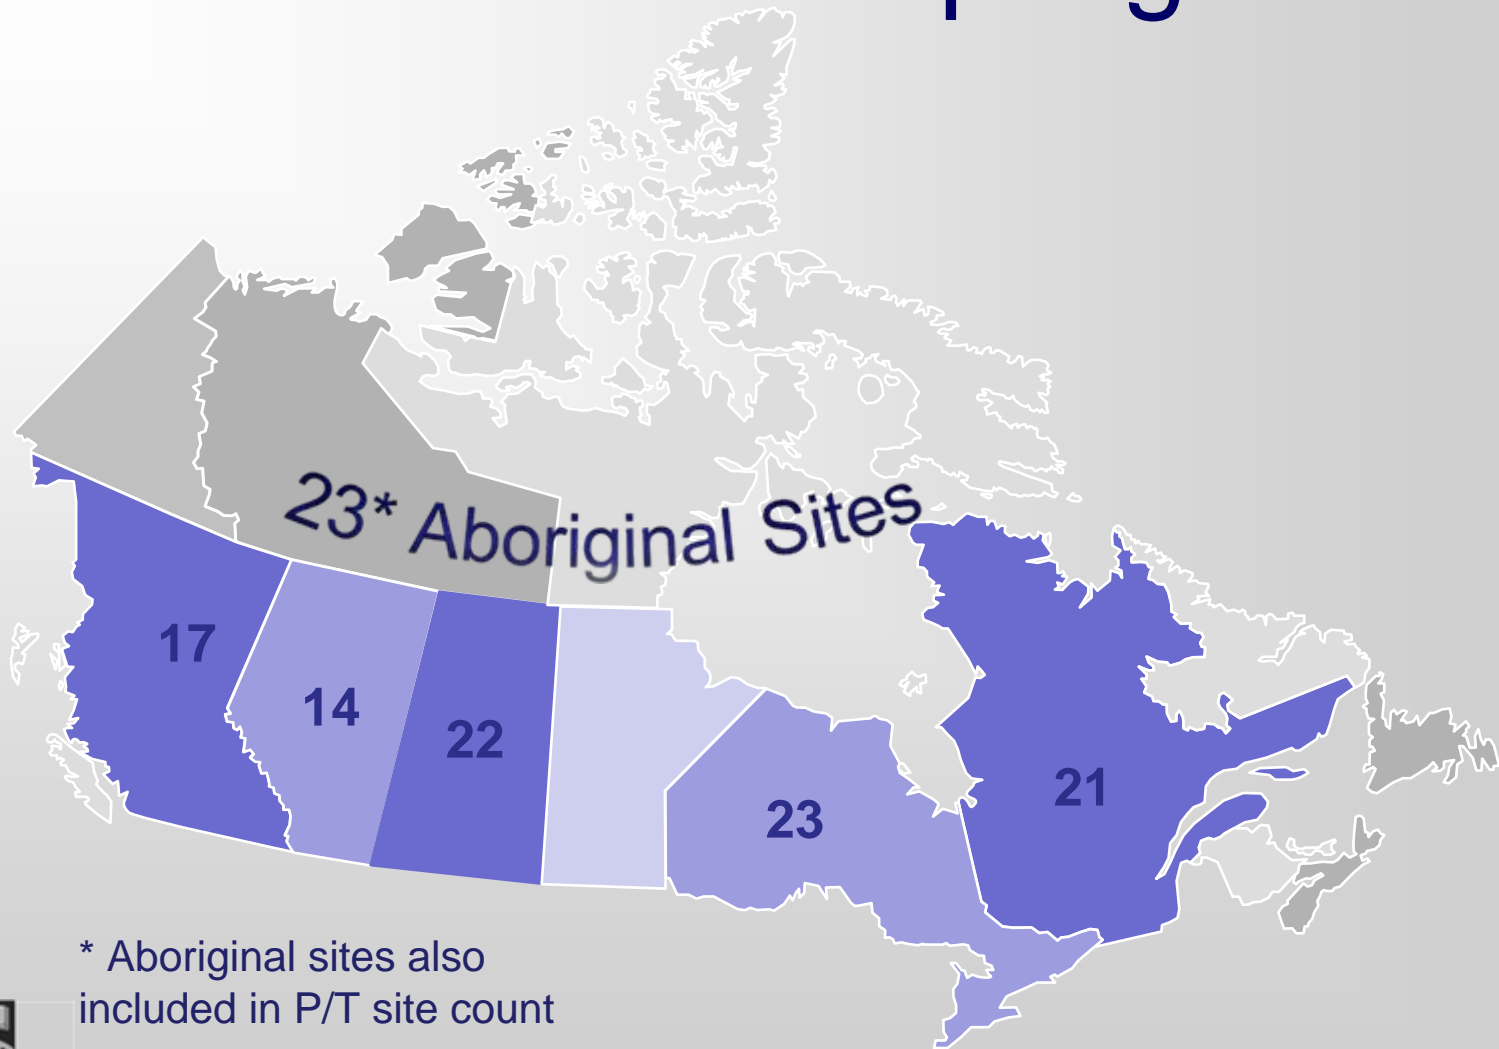 23* Aboriginal Sites
17
14
22
23
21
* Aboriginal sites also
included in P/T site count